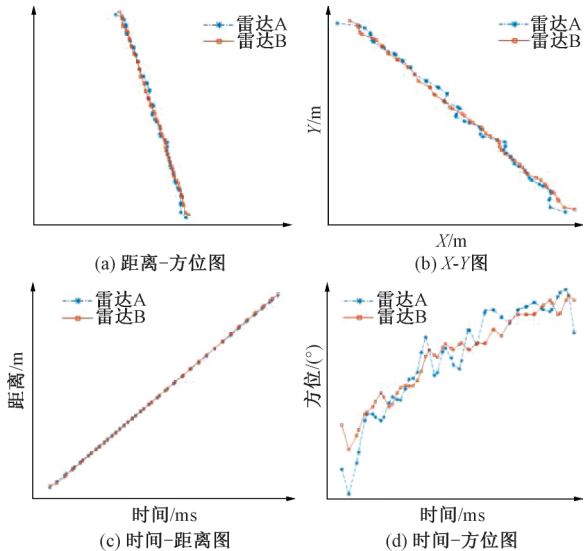 雷达A
雷达B
(a) 距离-方位图
雷达A
雷达B
Y/m
X/m
(b) X-Y图
雷达A
雷达B
距离/m
时间/ms
(c) 时间-距离图
雷达A
雷达B
方位/(°)
时间/ms
(d) 时间-方位图